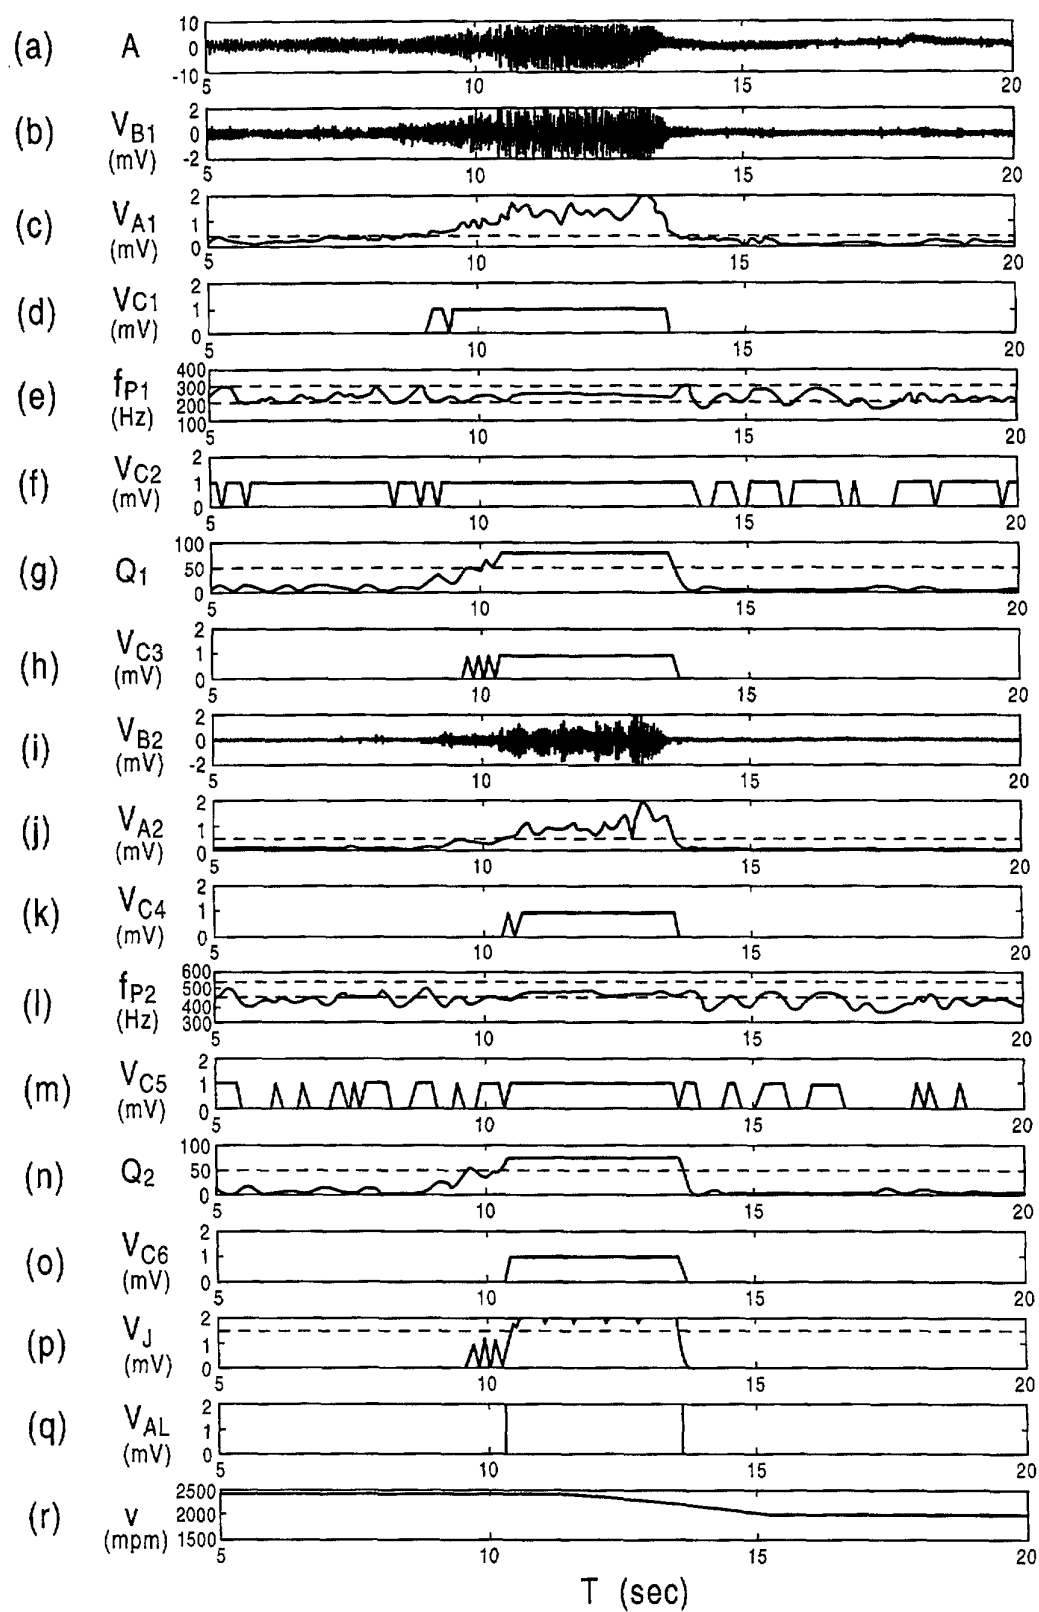 (a) A 10 0 -10 5 10 15 20
(b) VB1 (mV) 2 0 -2 5 10 15 20
(c) VA1 (mV) 2 1 0 5 10 15 20
(d) VC1 (mV) 2 1 0 5 10 15 20
(e) fP1 (Hz) 400 300 200 100 5 10 15 20
(f) VC2 (mV) 2 1 0 5 10 15 20
(g) Q1 100 50 0 5 10 15 20
(h) VC3 (mV) 2 1 0 5 10 15 20
(i) VB2 (mV) 2 0 -2 5 10 15 20
(j) VA2 (mV) 2 1 0 5 10 15 20
(k) VC4 (mV) 2 1 0 5 10 15 20
(l) fP2 (Hz) 600 500 400 300 5 10 15 20
(m) VC5 (mV) 2 1 0 5 10 15 20
(n) Q2 100 50 0 5 10 15 20
(o) VC6 (mV) 2 1 0 5 10 15 20
(p) VJ (mV) 2 1 0 5 10 15 20
(q) VAL (mV) 2 1 0 5 10 15 20
(r) v (mpm) 2500 2000 1500 5 10 15 20
T (sec)